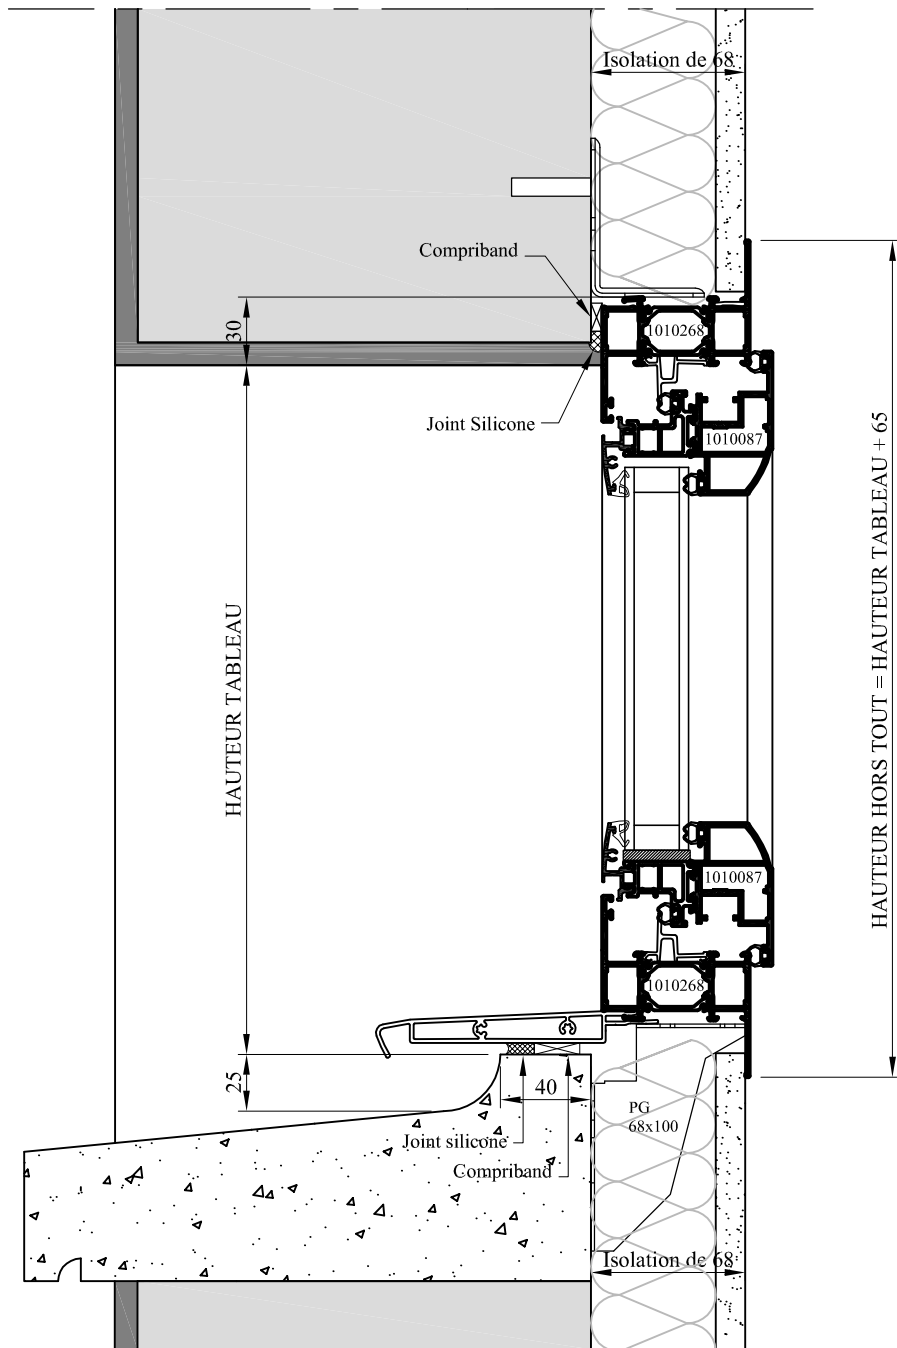 Isolation de 68
Compriband
30
1010268
Joint Silicone
1010087
HAUTEUR TABLEAU
HAUTEUR HORS TOUT = HAUTEUR TABLEAU + 65
1010087
1010268
25
40
PG
68x100
Joint silicone
Compriband
Isolation de 68